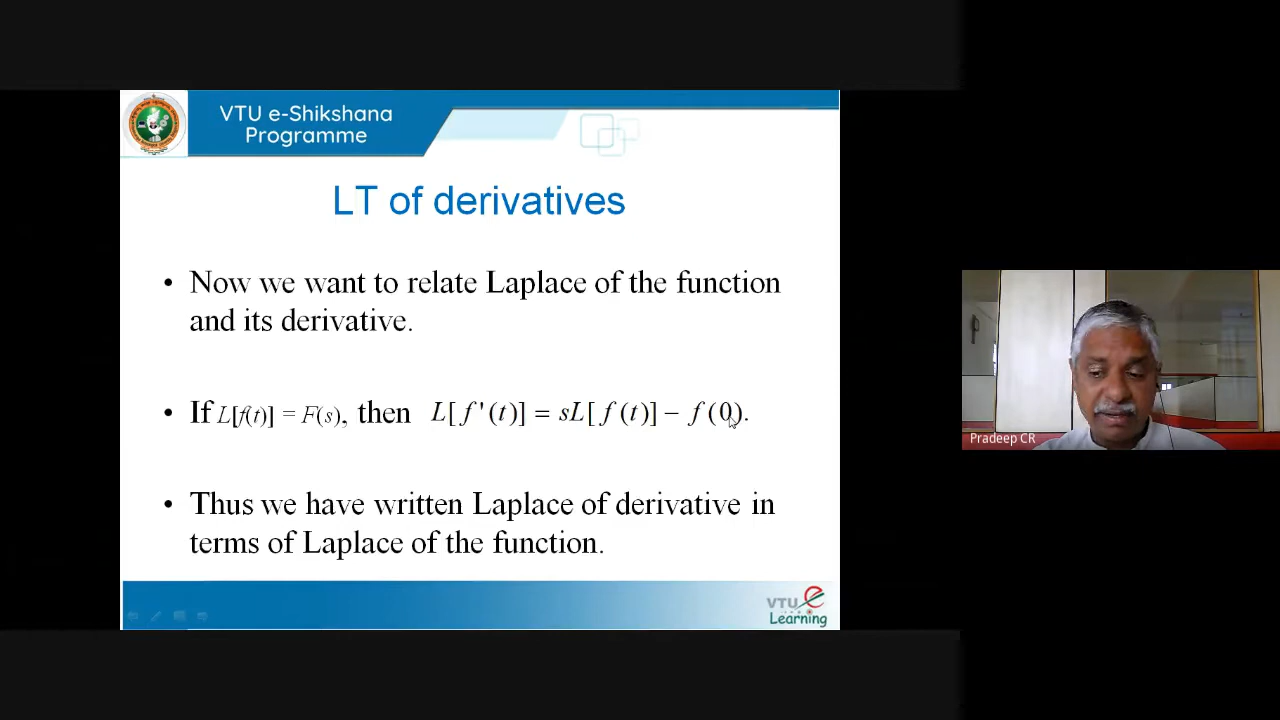 VTU e-Shikshana
Programme
LT of derivatives
• Now we want to relate Laplace of the function
and its derivative.
• If L[f(t)] = F(s), then L[f'(t)] = sL[f(t)] − f(0).
• Thus we have written Laplace of derivative in
terms of Laplace of the function.
VTU e
Learning
Pradeep CR